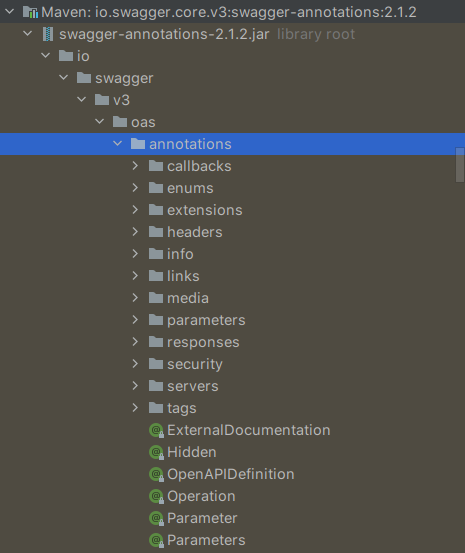 Maven: io.swagger.core.v3:swagger-annotations:2.1.2
swagger-annotations-2.1.2.jar library root
io
swagger
v3
oas
annotations
callbacks
enums
extensions
headers
info
links
media
parameters
responses
security
servers
tags
ExternalDocumentation
Hidden
OpenAPIDefinition
Operation
Parameter
Parameters